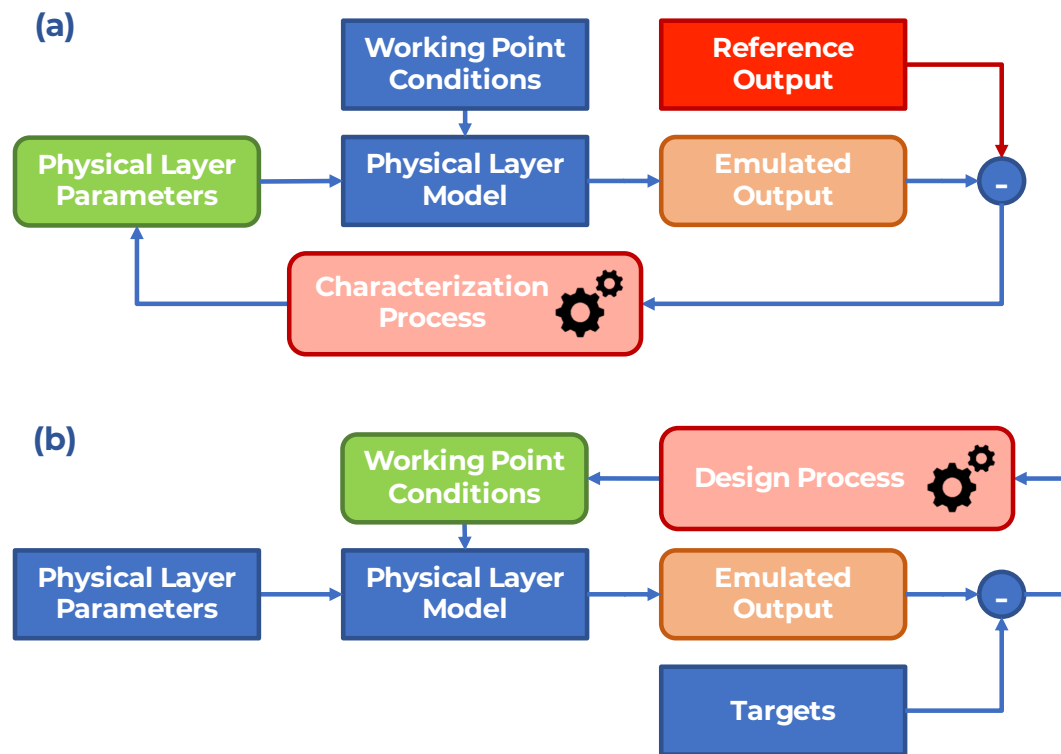 (a)
Working Point
Conditions
Reference
Output
Physical Layer
Parameters
Physical Layer
Model
Emulated
Output
-
Characterization
Process
(b)
Working Point
Conditions
Design Process
Physical Layer
Parameters
Physical Layer
Model
Emulated
Output
-
Targets